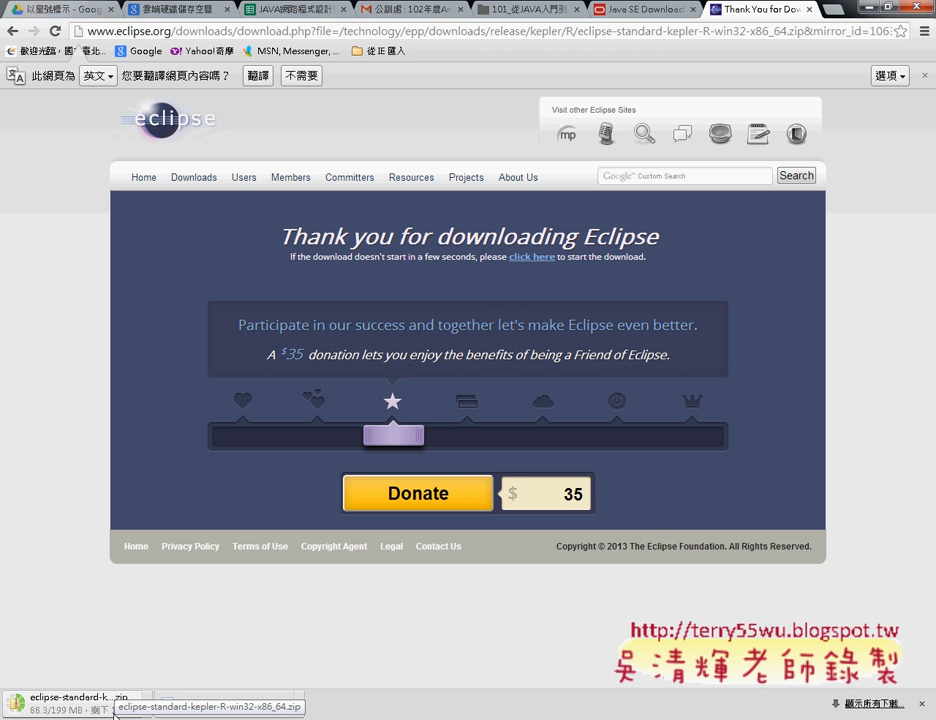 以星號標示 - Goog
雲端硬碟儲存空間
JAVA網路程式設計
公訓處: 102年度An
101_從JAVA入門到
Java SE Download
Thank You for Dow
www.eclipse.org/downloads/download.php?file=/technology/epp/downloads/release/kepler/R/eclipse-standard-kepler-R-win32-x86_64.zip&mirror_id=106
Google
Yahoo!奇摩
MSN, Messenger, ...
從 IE 匯入
此網頁為
英文
您要翻譯網頁內容嗎？
翻譯
不需要
選項
eclipse
Visit other Eclipse Sites
mp
Home Downloads Users Members Committers Resources Projects About Us
Google™ Custom Search
Search
Thank you for downloading Eclipse
If the download doesn't start in a few seconds, please click here to start the download.
Participate in our success and together let's make Eclipse even better.
A $35 donation lets you enjoy the benefits of being a Friend of Eclipse.
Donate
$ 35
Home Privacy Policy Terms of Use Copyright Agent Legal Contact Us
Copyright © 2013 The Eclipse Foundation. All Rights Reserved.
http://terry55wu.blogspot.tw
吳清輝老師錄製
eclipse-standard-k....zip
88.3/199 MB，剩下
eclipse-standard-kepler-R-win32-x86_64.zip
顯示所有下載...